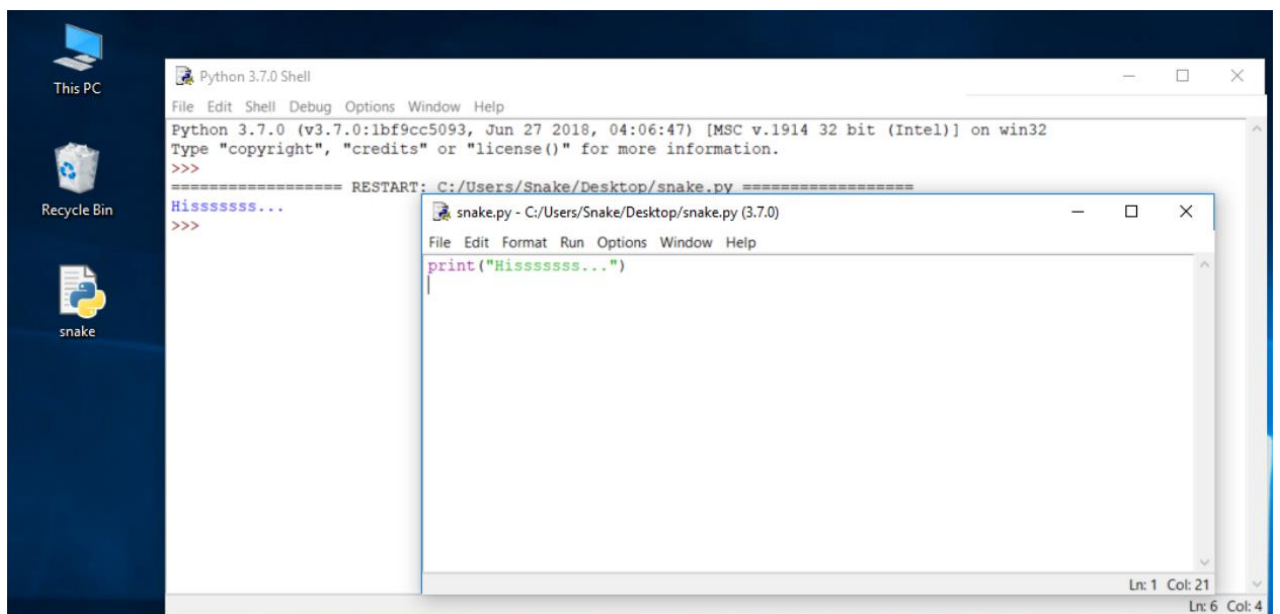 This PC
Recycle Bin
snake
Python 3.7.0 Shell
File Edit Shell Debug Options Window Help
Python 3.7.0 (v3.7.0:1bf9cc5093, Jun 27 2018, 04:06:47) [MSC v.1914 32 bit (Intel)] on win32
Type "copyright", "credits" or "license()" for more information.
>>>
================== RESTART: C:/Users/Snake/Desktop/snake.py ==================
Hisssssss...
>>>
snake.py - C:/Users/Snake/Desktop/snake.py (3.7.0)
File Edit Format Run Options Window Help
print("Hisssssss...")
Ln: 1 Col: 21
Ln: 6 Col: 4